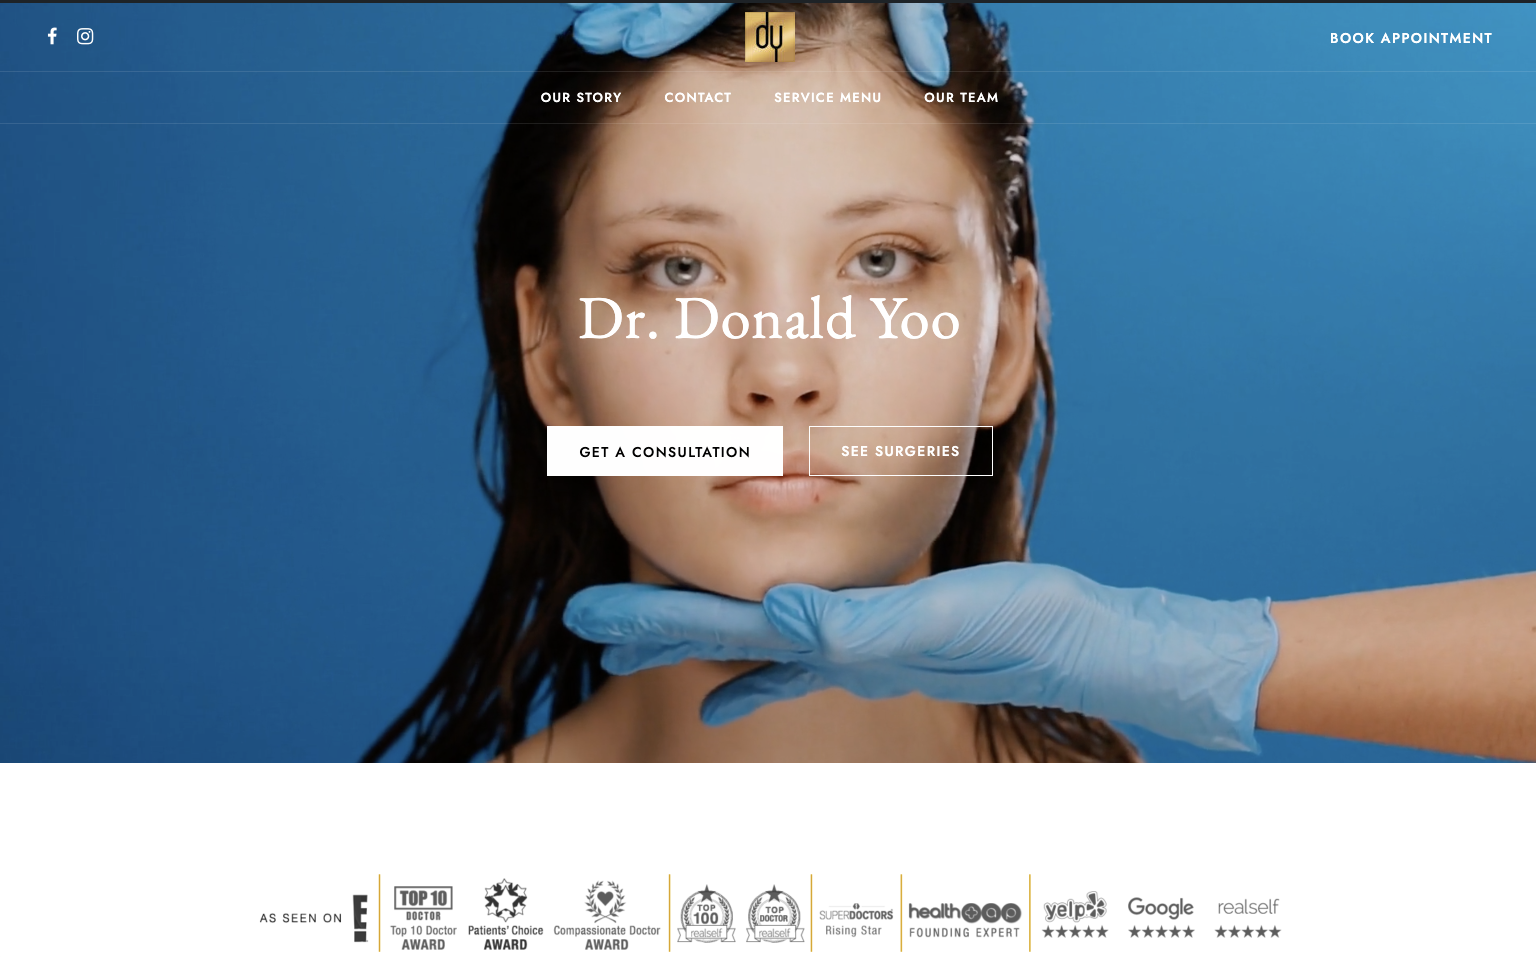 dy
BOOK APPOINTMENT
OUR STORY CONTACT SERVICE MENU OUR TEAM
Dr. Donald Yoo
GET A CONSULTATION SEE SURGERIES
AS SEEN ON E!
TOP 10
DOCTOR
Top 10 Doctor
AWARD
Patients' Choice
AWARD
Compassionate Doctor
AWARD
TOP
100
realself
TOP
DOCTOR
realself
SUPERDOCTORS
Rising Star
healthtap
FOUNDING EXPERT
yelp
Google
realself